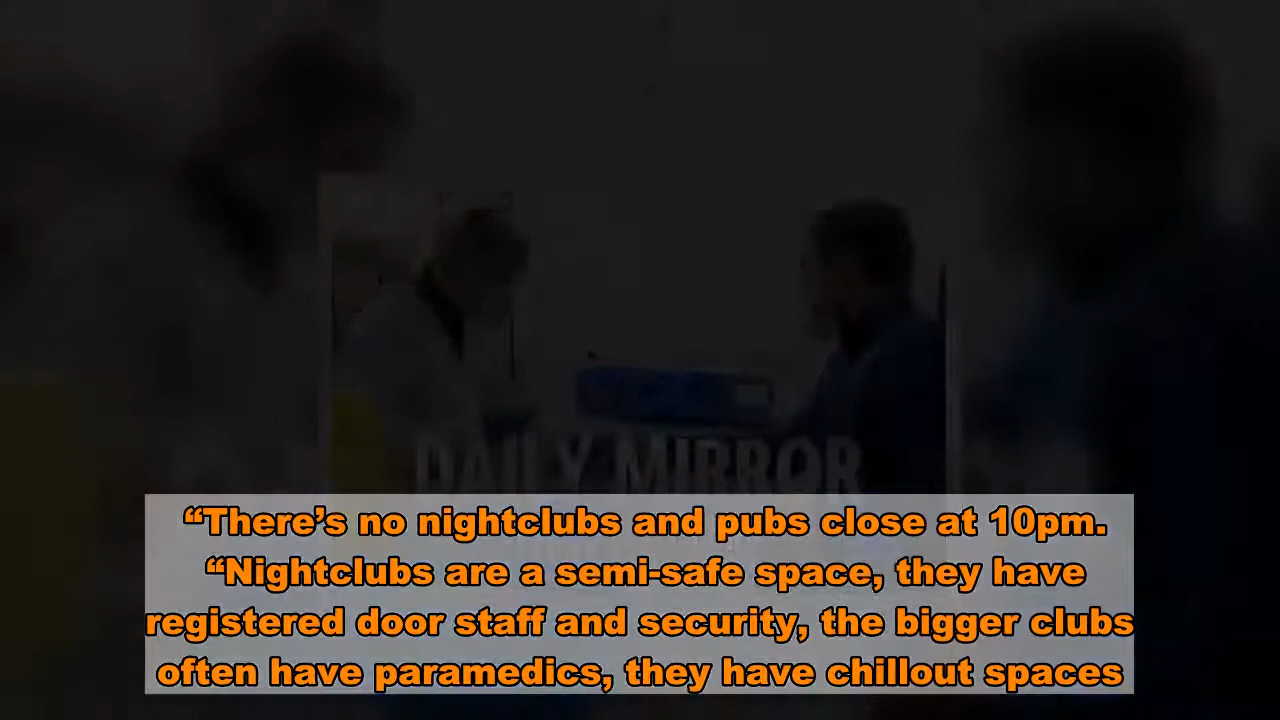 DAILY MIRROR
“There’s no nightclubs and pubs close at 10pm.
“Nightclubs are a semi-safe space, they have
registered door staff and security, the bigger clubs
often have paramedics, they have chillout spaces